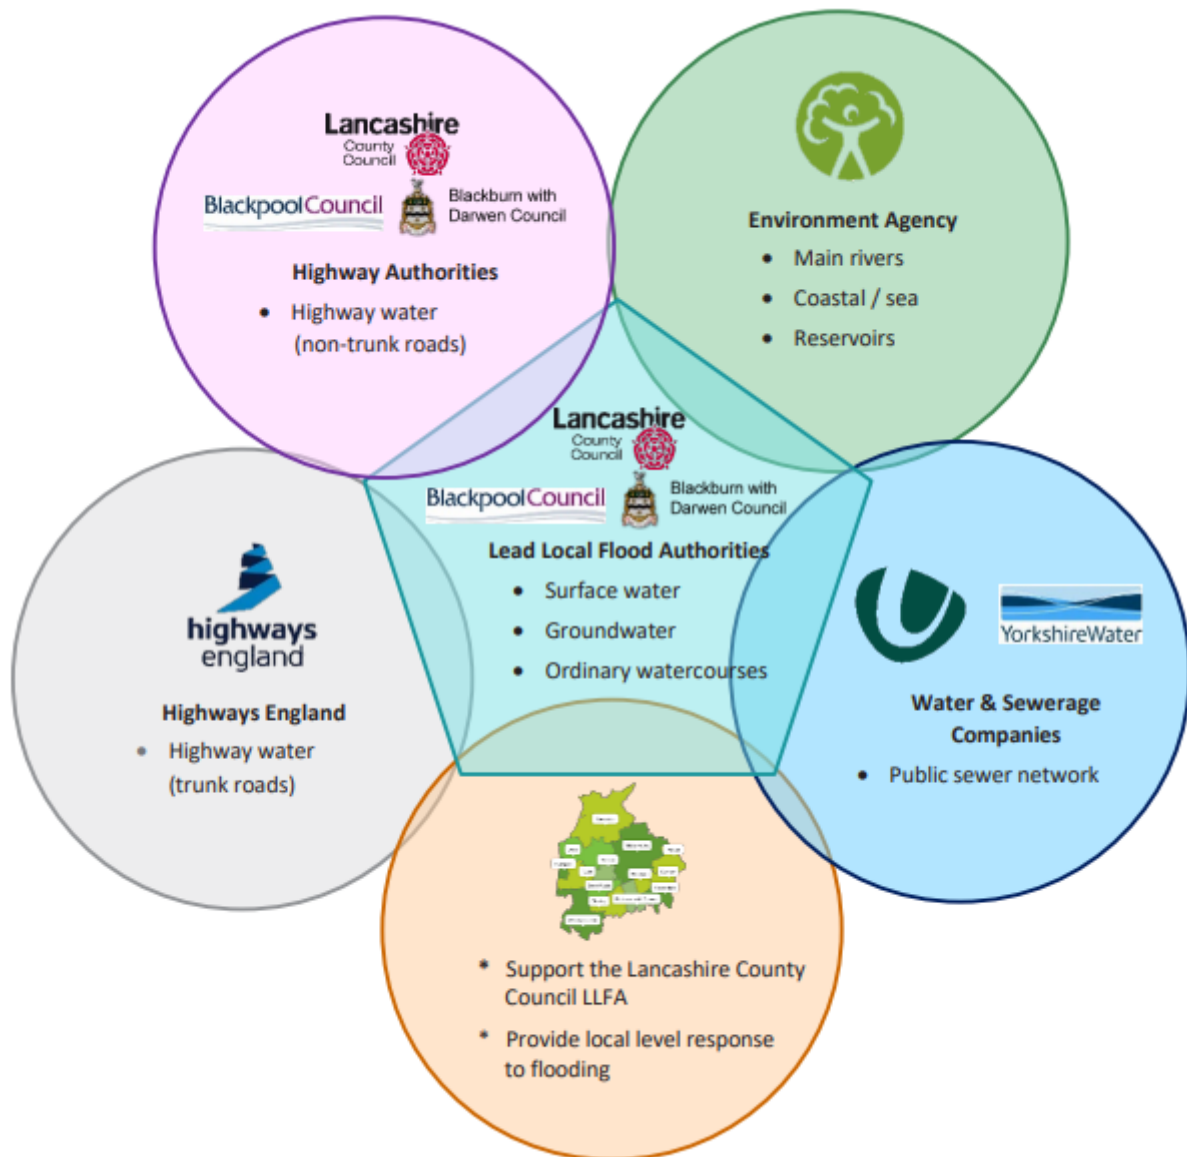 Lancashire
County
Council
BlackpoolCouncil
Blackburn with
Darwen Council
Highway Authorities
• Highway water
(non-trunk roads)
Environment Agency
• Main rivers
• Coastal / sea
• Reservoirs
Lancashire
County
Council
BlackpoolCouncil
Blackburn with
Darwen Council
Lead Local Flood Authorities
• Surface water
• Groundwater
• Ordinary watercourses
highways
england
Highways England
• Highway water
(trunk roads)
YorkshireWater
Water & Sewerage
Companies
• Public sewer network
* Support the Lancashire County
Council LLFA
* Provide local level response
to flooding